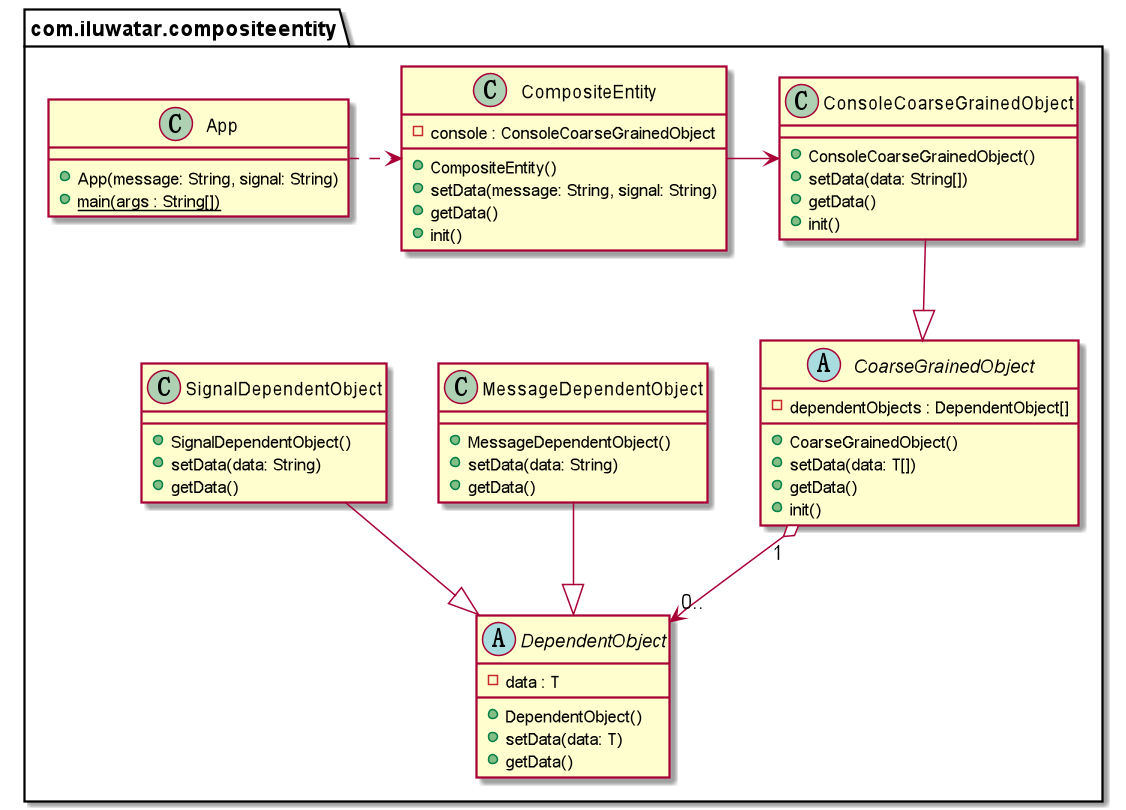 com.iluwatar.compositeentity
C App
App(message: String, signal: String)
main(args : String[])
C CompositeEntity
console : ConsoleCoarseGrainedObject
CompositeEntity()
setData(message: String, signal: String)
getData()
init()
C ConsoleCoarseGrainedObject
ConsoleCoarseGrainedObject()
setData(data: String[])
getData()
init()
C SignalDependentObject
SignalDependentObject()
setData(data: String)
getData()
C MessageDependentObject
MessageDependentObject()
setData(data: String)
getData()
A CoarseGrainedObject
dependentObjects : DependentObject[]
CoarseGrainedObject()
setData(data: T[])
getData()
init()
1
0..
A DependentObject
data : T
DependentObject()
setData(data: T)
getData()